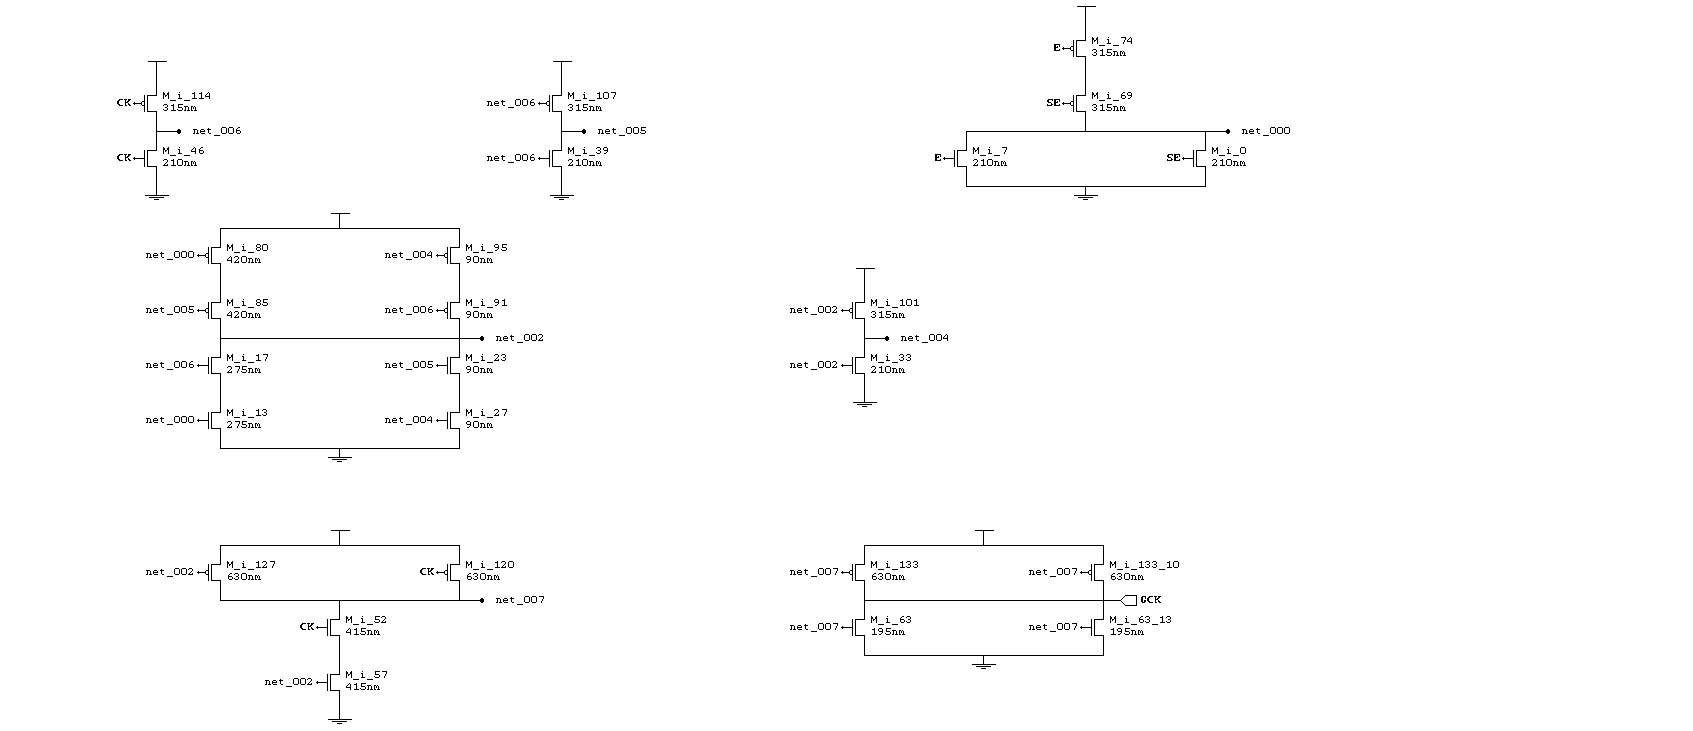 E M_i_74
315nm
SE M_i_69
315nm
net_000
E M_i_7
210nm
SE M_i_0
210nm
CK M_i_114
315nm
net_006
CK M_i_46
210nm
net_006 M_i_107
315nm
net_005
net_006 M_i_39
210nm
net_000 M_i_80
420nm
net_004 M_i_95
90nm
net_005 M_i_85
420nm
net_006 M_i_91
90nm
net_002
net_006 M_i_17
275nm
net_005 M_i_23
90nm
net_000 M_i_13
275nm
net_004 M_i_27
90nm
net_002 M_i_101
315nm
net_004
net_002 M_i_33
210nm
net_002 M_i_127
630nm
CK M_i_120
630nm
net_007
CK M_i_52
415nm
net_002 M_i_57
415nm
net_007 M_i_133
630nm
net_007 M_i_133_10
630nm
GCK
net_007 M_i_63
195nm
net_007 M_i_63_13
195nm